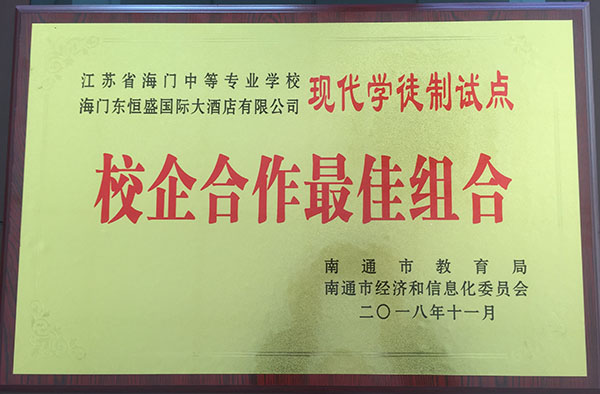 江苏省海门中等专业学校
海门东恒盛国际大酒店有限公司 现代学徒制试点
校企合作最佳组合
南通市教育局
南通市经济和信息化委员会
二〇一八年十一月